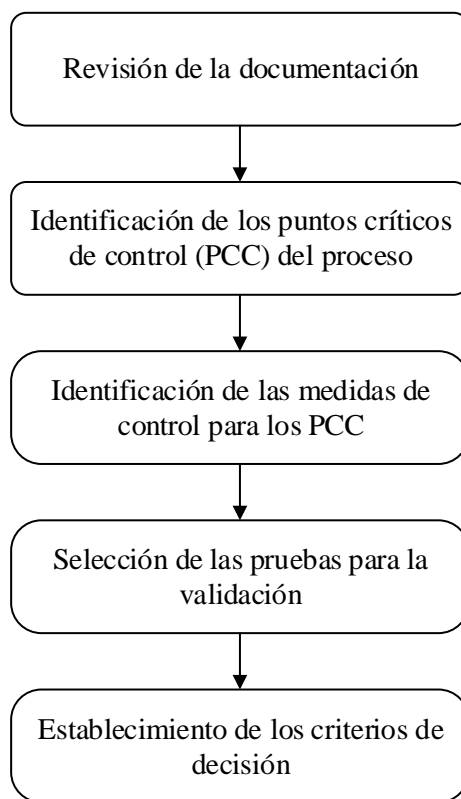 Revisión de la documentación
Identificación de los puntos críticos
de control (PCC) del proceso
Identificación de las medidas de
control para los PCC
Selección de las pruebas para la
validación
Establecimiento de los criterios de
decisión